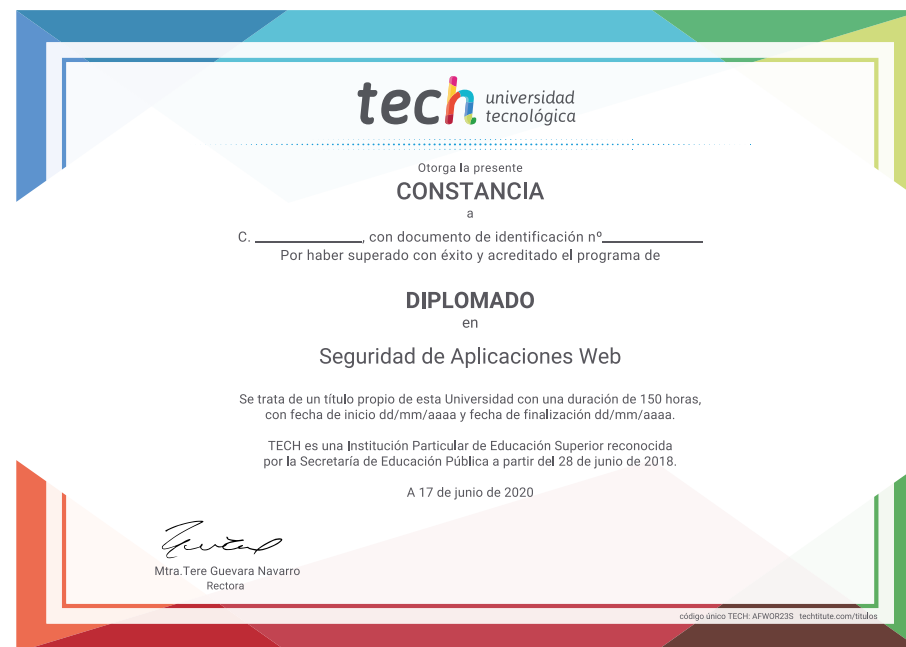 tech universidad
tecnológica
Otorga la presente
CONSTANCIA
a
C. ____________, con documento de identificación nº____________
Por haber superado con éxito y acreditado el programa de
DIPLOMADO
en
Seguridad de Aplicaciones Web
Se trata de un título propio de esta Universidad con una duración de 150 horas,
con fecha de inicio dd/mm/aaaa y fecha de finalización dd/mm/aaaa.
TECH es una Institución Particular de Educación Superior reconocida
por la Secretaría de Educación Pública a partir del 28 de junio de 2018.
A 17 de junio de 2020
Mtra.Tere Guevara Navarro
Rectora
código único TECH: AFWOR23S techtitute.com/titulos